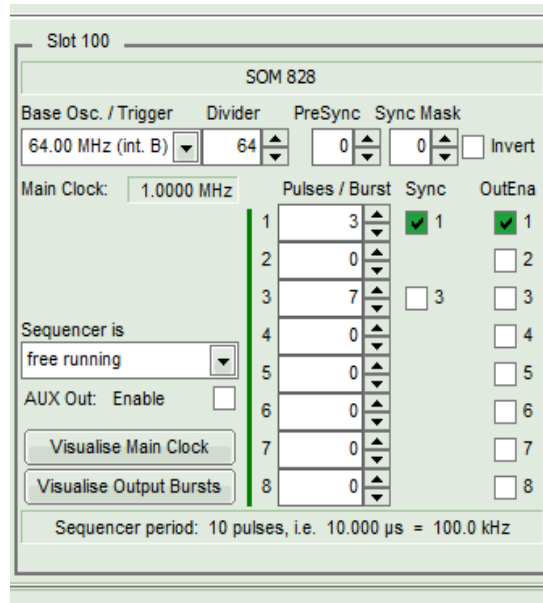 Slot 100
SOM 828
Base Osc. / Trigger Divider PreSync Sync Mask
64.00 MHz (int. B) 64 0 0 Invert
Main Clock: 1.0000 MHz Pulses / Burst Sync OutEna
1 3 1 1
2 0 2
3 7 3 3
Sequencer is 4 0 4
free running 5 0 5
AUX Out: Enable 6 0 6
Visualise Main Clock 7 0 7
Visualise Output Bursts 8 0 8
Sequencer period: 10 pulses, i.e. 10.000 µs = 100.0 kHz